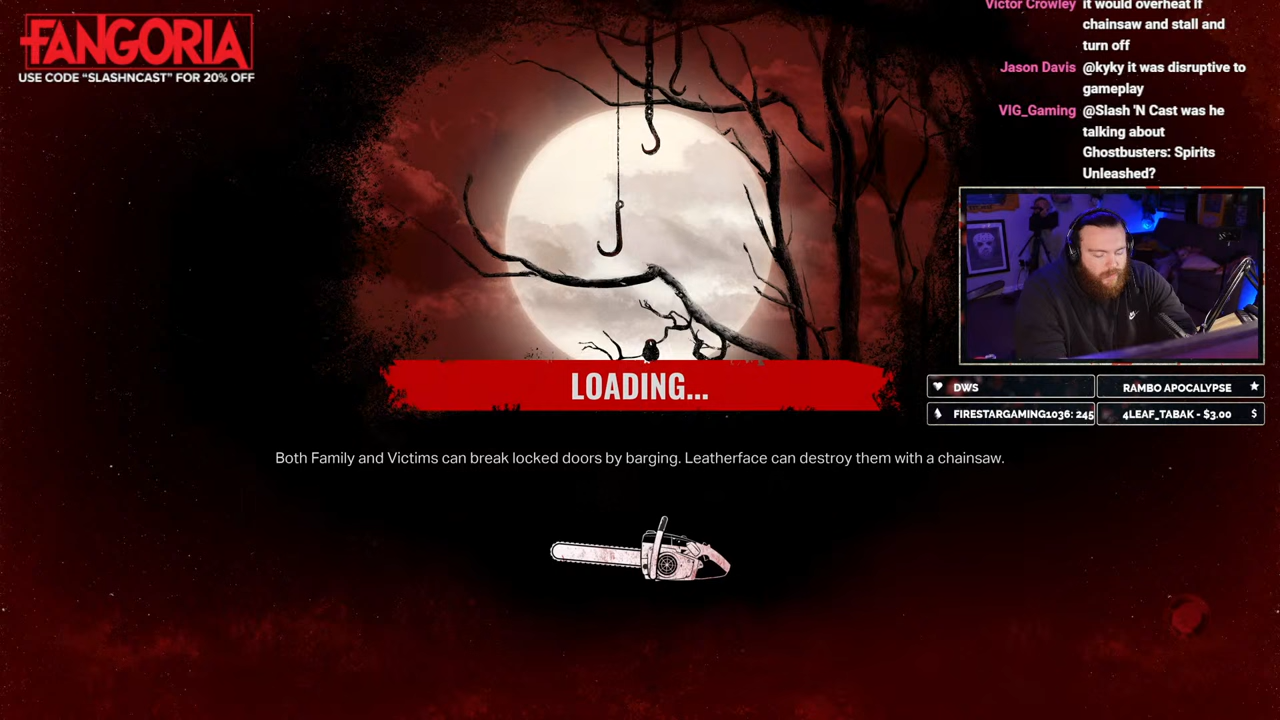 FANGORIA
USE CODE "SLASHNCAST" FOR 20% OFF
Victor Crowley it would overheat lf
chainsaw and stall and
turn off
Jason Davis @kyky it was disruptive to
gameplay
VIG_Gaming @Slash 'N Cast was he
talking about
Ghostbusters: Spirits
Unleashed?
DWS
RAMBO APOCALYPSE
FIRESTARGAMING1036: 245
4LEAF_TABAK - $3.00 $
LOADING...
Both Family and Victims can break locked doors by barging. Leatherface can destroy them with a chainsaw.